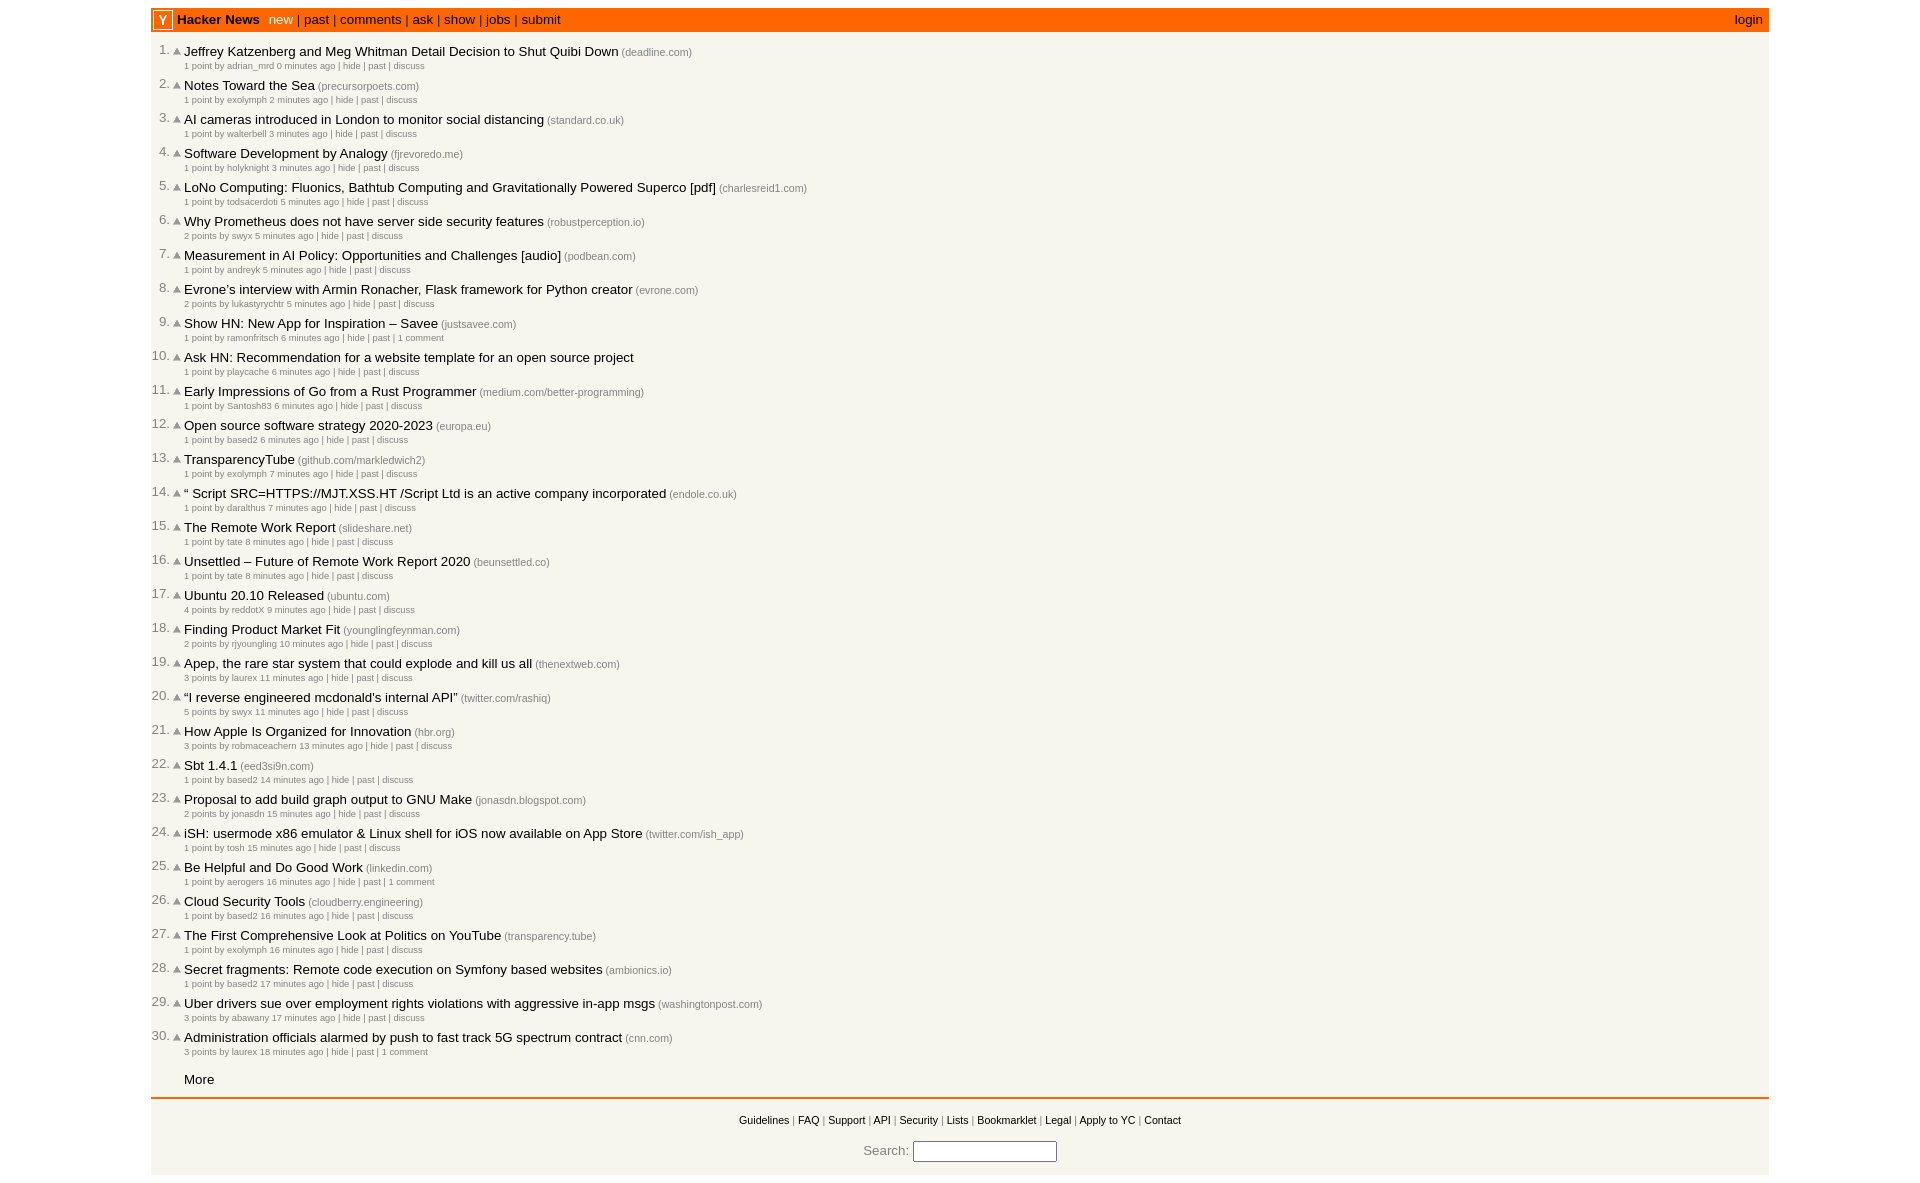 Y Hacker News new | past | comments | ask | show | jobs | submit login
1. Jeffrey Katzenberg and Meg Whitman Detail Decision to Shut Quibi Down (deadline.com)
1 point by adrian_mrd 0 minutes ago | hide | past | discuss
2. Notes Toward the Sea (precursorpoets.com)
1 point by exolymph 2 minutes ago | hide | past | discuss
3. AI cameras introduced in London to monitor social distancing (standard.co.uk)
1 point by walterbell 3 minutes ago | hide | past | discuss
4. Software Development by Analogy (fjrevoredo.me)
1 point by holyknight 3 minutes ago | hide | past | discuss
5. LoNo Computing: Fluonics, Bathtub Computing and Gravitationally Powered Superco [pdf] (charlesreid1.com)
1 point by todsacerdoti 5 minutes ago | hide | past | discuss
6. Why Prometheus does not have server side security features (robustperception.io)
2 points by swyx 5 minutes ago | hide | past | discuss
7. Measurement in AI Policy: Opportunities and Challenges [audio] (podbean.com)
1 point by andreyk 5 minutes ago | hide | past | discuss
8. Evrone's interview with Armin Ronacher, Flask framework for Python creator (evrone.com)
2 points by lukastyrychtr 5 minutes ago | hide | past | discuss
9. Show HN: New App for Inspiration – Savee (justsavee.com)
1 point by ramonfritsch 6 minutes ago | hide | past | 1 comment
10. Ask HN: Recommendation for a website template for an open source project
1 point by playcache 6 minutes ago | hide | past | discuss
11. Early Impressions of Go from a Rust Programmer (medium.com/better-programming)
1 point by Santosh83 6 minutes ago | hide | past | discuss
12. Open source software strategy 2020-2023 (europa.eu)
1 point by based2 6 minutes ago | hide | past | discuss
13. TransparencyTube (github.com/markledwich2)
1 point by exolymph 7 minutes ago | hide | past | discuss
14. “ Script SRC=HTTPS://MJT.XSS.HT /Script Ltd is an active company incorporated (endole.co.uk)
1 point by daralthus 7 minutes ago | hide | past | discuss
15. The Remote Work Report (slideshare.net)
1 point by tate 8 minutes ago | hide | past | discuss
16. Unsettled – Future of Remote Work Report 2020 (beunsettled.co)
1 point by tate 8 minutes ago | hide | past | discuss
17. Ubuntu 20.10 Released (ubuntu.com)
4 points by reddotX 9 minutes ago | hide | past | discuss
18. Finding Product Market Fit (younglingfeynman.com)
2 points by rjyoungling 10 minutes ago | hide | past | discuss
19. Apep, the rare star system that could explode and kill us all (thenextweb.com)
3 points by laurex 11 minutes ago | hide | past | discuss
20. “I reverse engineered mcdonald's internal API” (twitter.com/rashiq)
5 points by swyx 11 minutes ago | hide | past | discuss
21. How Apple Is Organized for Innovation (hbr.org)
3 points by robmaceachern 13 minutes ago | hide | past | discuss
22. Sbt 1.4.1 (eed3si9n.com)
1 point by based2 14 minutes ago | hide | past | discuss
23. Proposal to add build graph output to GNU Make (jonasdn.blogspot.com)
2 points by jonasdn 15 minutes ago | hide | past | discuss
24. iSH: usermode x86 emulator & Linux shell for iOS now available on App Store (twitter.com/ish_app)
1 point by tosh 15 minutes ago | hide | past | discuss
25. Be Helpful and Do Good Work (linkedin.com)
1 point by aerogers 16 minutes ago | hide | past | 1 comment
26. Cloud Security Tools (cloudberry.engineering)
1 point by based2 16 minutes ago | hide | past | discuss
27. The First Comprehensive Look at Politics on YouTube (transparency.tube)
1 point by exolymph 16 minutes ago | hide | past | discuss
28. Secret fragments: Remote code execution on Symfony based websites (ambionics.io)
1 point by based2 17 minutes ago | hide | past | discuss
29. Uber drivers sue over employment rights violations with aggressive in-app msgs (washingtonpost.com)
3 points by abawany 17 minutes ago | hide | past | discuss
30. Administration officials alarmed by push to fast track 5G spectrum contract (cnn.com)
3 points by laurex 18 minutes ago | hide | past | 1 comment
More
Guidelines | FAQ | Support | API | Security | Lists | Bookmarklet | Legal | Apply to YC | Contact
Search: